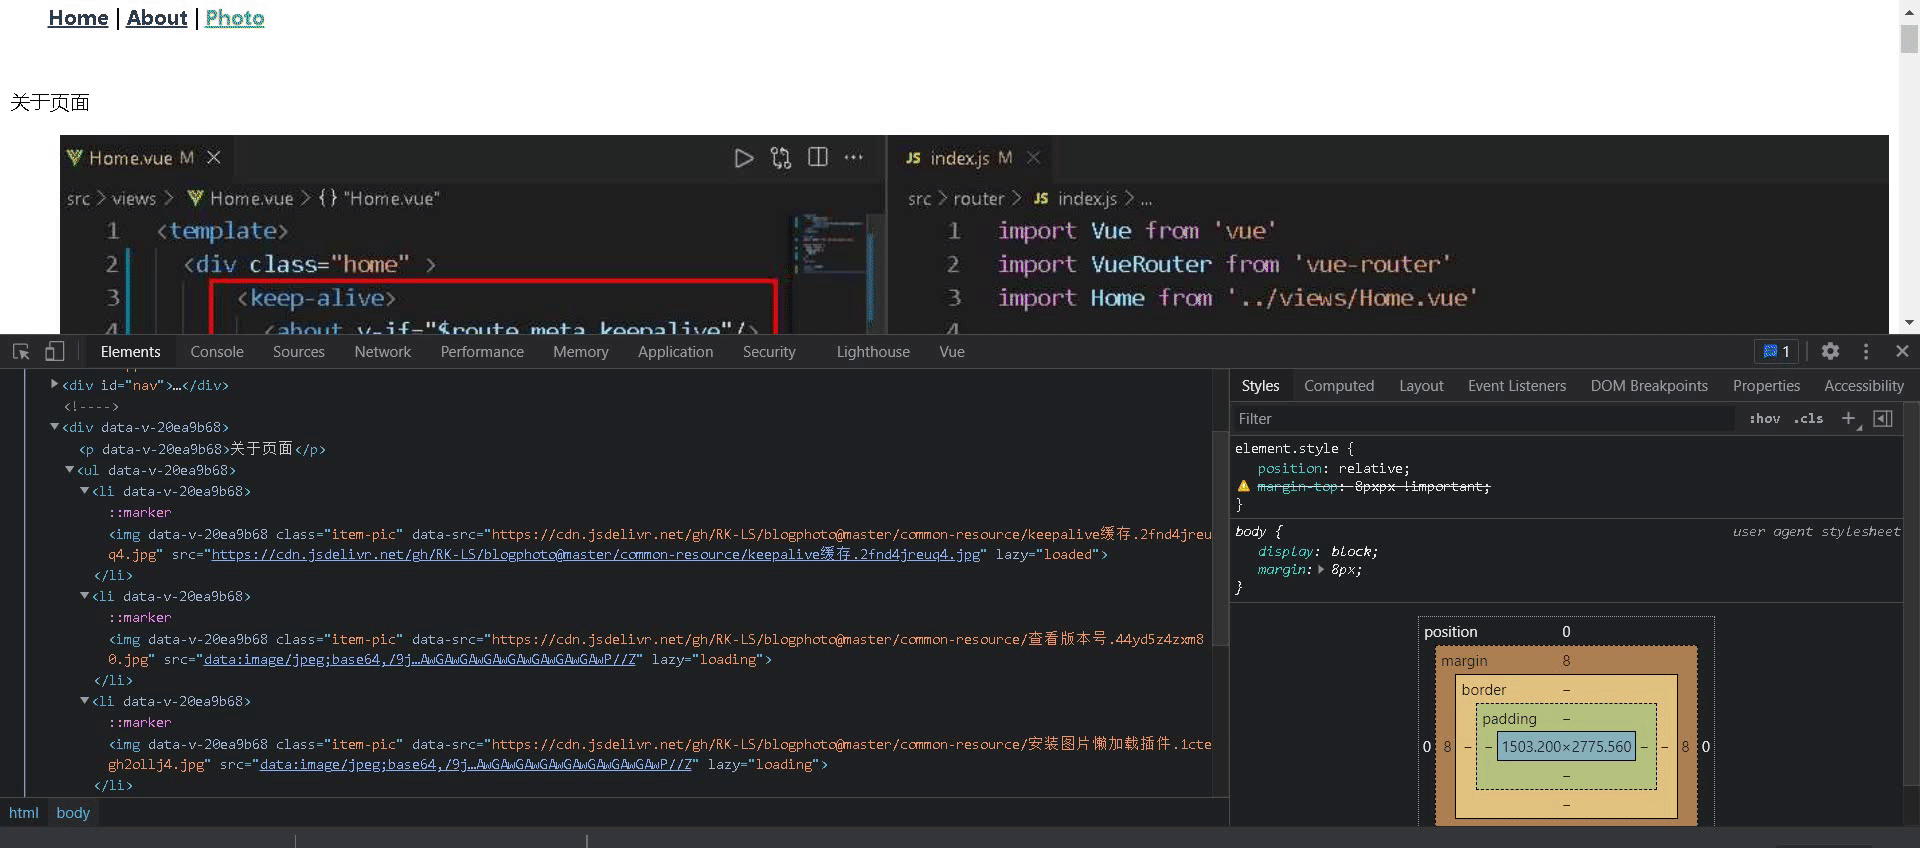 Home | About | Photo
关于页面
Home.vue M
src > views > Home.vue > {} "Home.vue"
1 <template>
2 <div class="home" >
3 <keep-alive>
4 <about v-if="$route.meta.keepalive"/>
JS index.js M
src > router > JS index.js > ...
1 import Vue from 'vue'
2 import VueRouter from 'vue-router'
3 import Home from '../views/Home.vue'
4
Elements Console Sources Network Performance Memory Application Security Lighthouse Vue 1
<div id="nav">…</div>
<!---->
<div data-v-20ea9b68>
<p data-v-20ea9b68>关于页面</p>
<ul data-v-20ea9b68>
<li data-v-20ea9b68>
::marker
<img data-v-20ea9b68 class="item-pic" data-src="https://cdn.jsdelivr.net/gh/RK-LS/blogphoto@master/common-resource/keepalive缓存.2fnd4jreu
q4.jpg" src="https://cdn.jsdelivr.net/gh/RK-LS/blogphoto@master/common-resource/keepalive缓存.2fnd4jreuq4.jpg" lazy="loaded">
</li>
<li data-v-20ea9b68>
::marker
<img data-v-20ea9b68 class="item-pic" data-src="https://cdn.jsdelivr.net/gh/RK-LS/blogphoto@master/common-resource/查看版本号.44yd5z4zxm8
0.jpg" src="data:image/jpeg;base64,/9j…AwGAwGAwGAwGAwGAwGAwGAwP//Z" lazy="loading">
</li>
<li data-v-20ea9b68>
::marker
<img data-v-20ea9b68 class="item-pic" data-src="https://cdn.jsdelivr.net/gh/RK-LS/blogphoto@master/common-resource/安装图片懒加载插件.1cte
gh2ollj4.jpg" src="data:image/jpeg;base64,/9j…AwGAwGAwGAwGAwGAwGAwGAwP//Z" lazy="loading">
</li>
html body
Styles Computed Layout Event Listeners DOM Breakpoints Properties Accessibility
Filter :hov .cls +
element.style {
position: relative;
margin-top: 8pxpx !important;
}
body { user agent stylesheet
display: block;
margin: 8px;
}
position 0
margin 8
border –
padding –
0 8 – – 1503.200×2775.560 – – 8 0
–
–